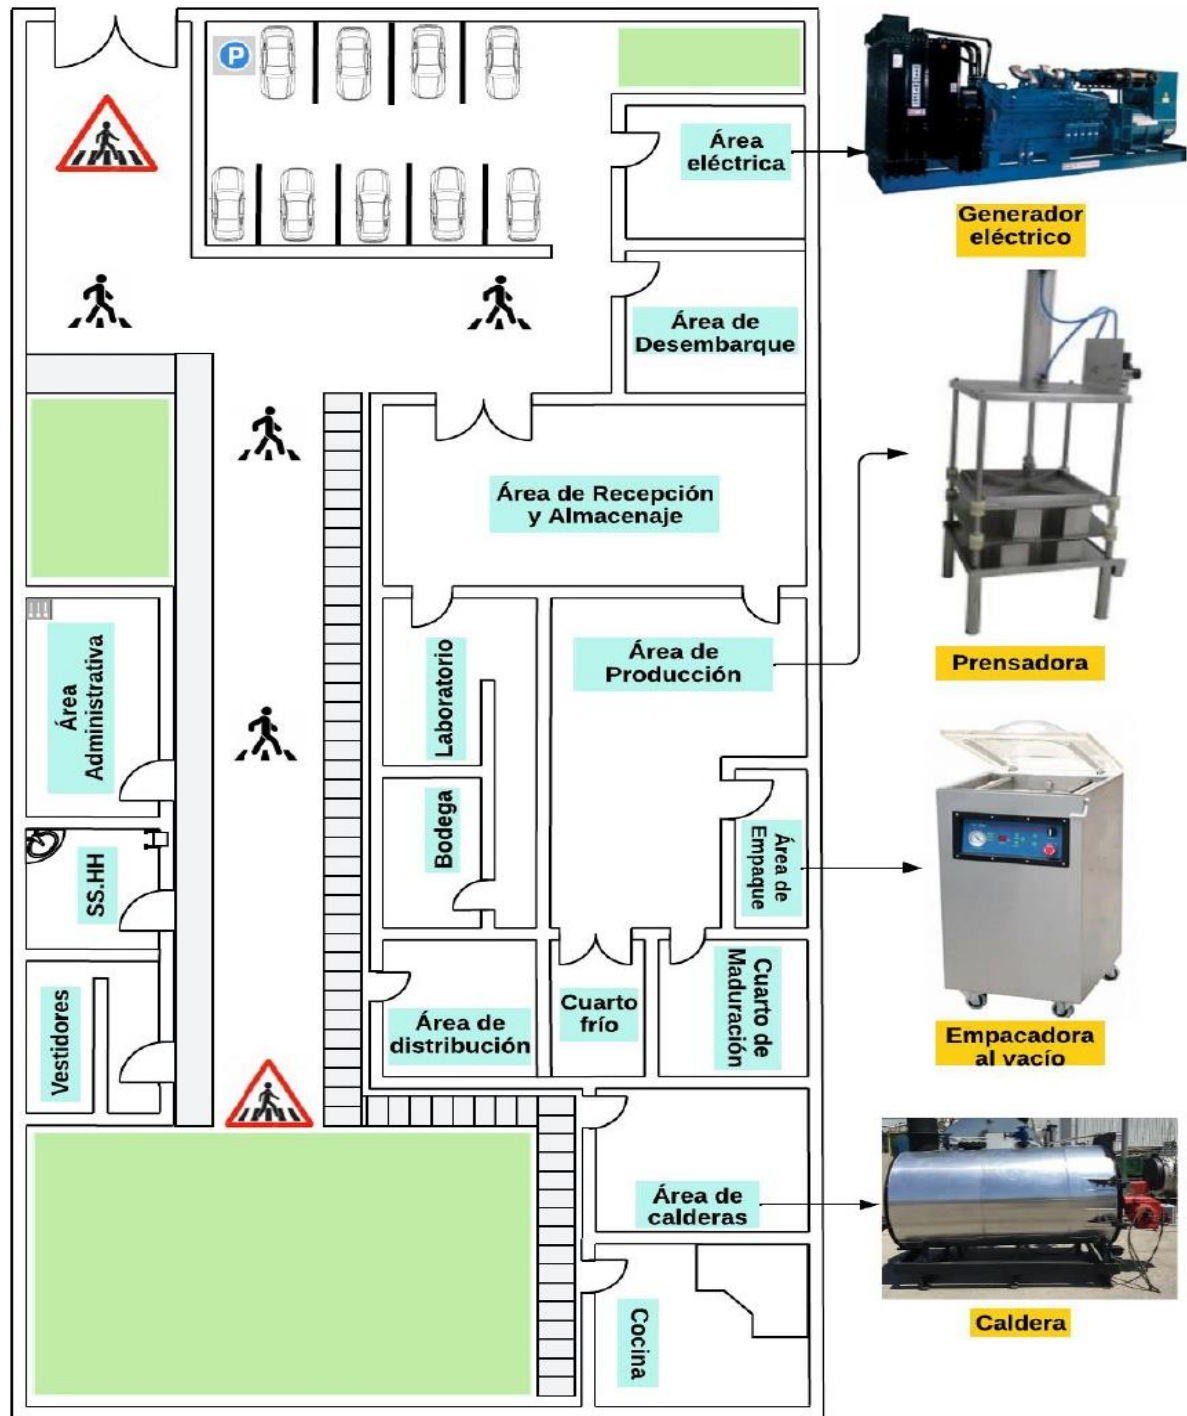 P
Área
eléctrica
Generador
eléctrico
Área de
Desembarque
Área de Recepción
y Almacenaje
Área de
Producción
Prensadora
Laboratorio
Área
Administrativa
Bodega
Área de
Empaque
SS.HH
Cuarto de
Maduración
Cuarto
frío
Área de
distribución
Vestidores
Empacadora
al vacío
Área de
calderas
Caldera
Cocina